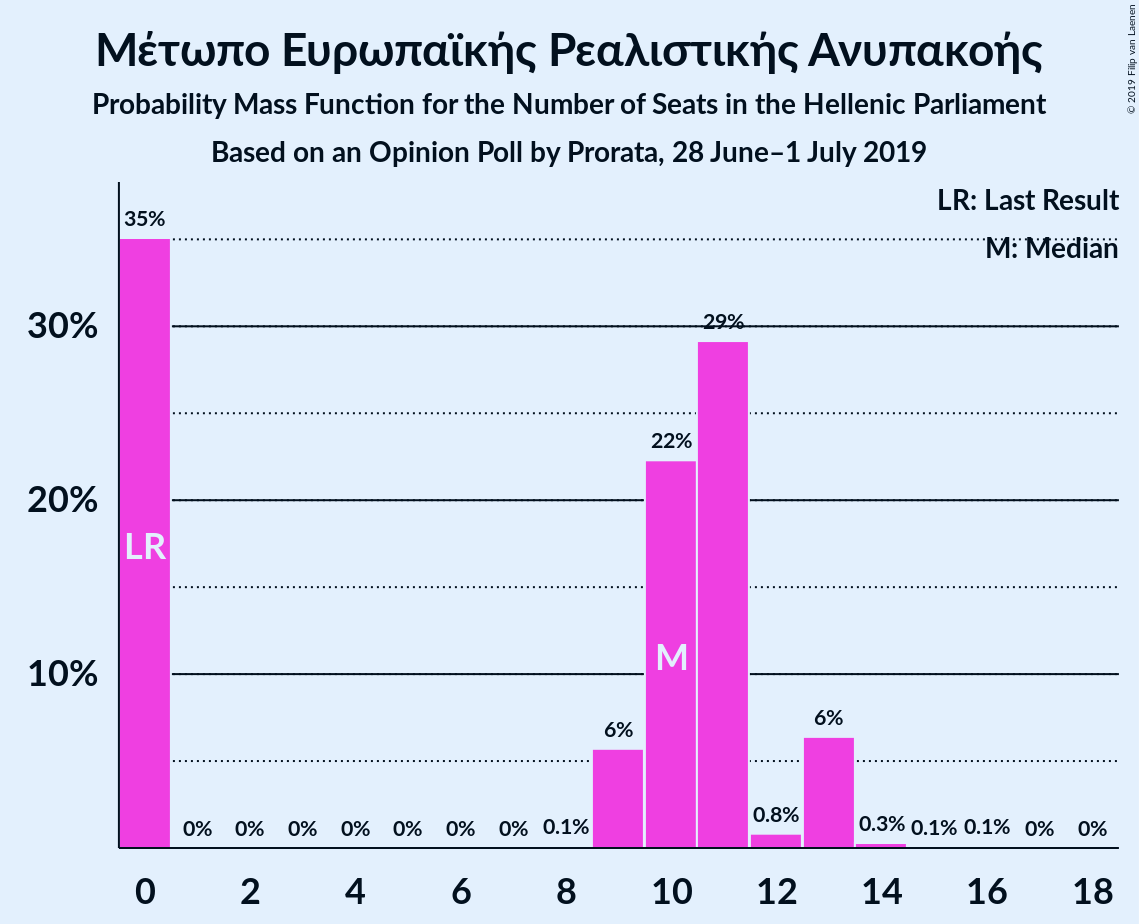 Μέτωπο Ευρωπαϊκής Ρεαλιστικής Ανυπακοής
Probability Mass Function for the Number of Seats in the Hellenic Parliament
Based on an Opinion Poll by Prorata, 28 June–1 July 2019
© 2019 Filip van Laenen
LR: Last Result
M: Median
35%
30%
29%
22%
20%
LR
M
10%
6%
6%
0% 0% 0% 0% 0% 0% 0% 0.1% 0.8% 0.3% 0.1% 0.1% 0% 0%
0 2 4 6 8 10 12 14 16 18